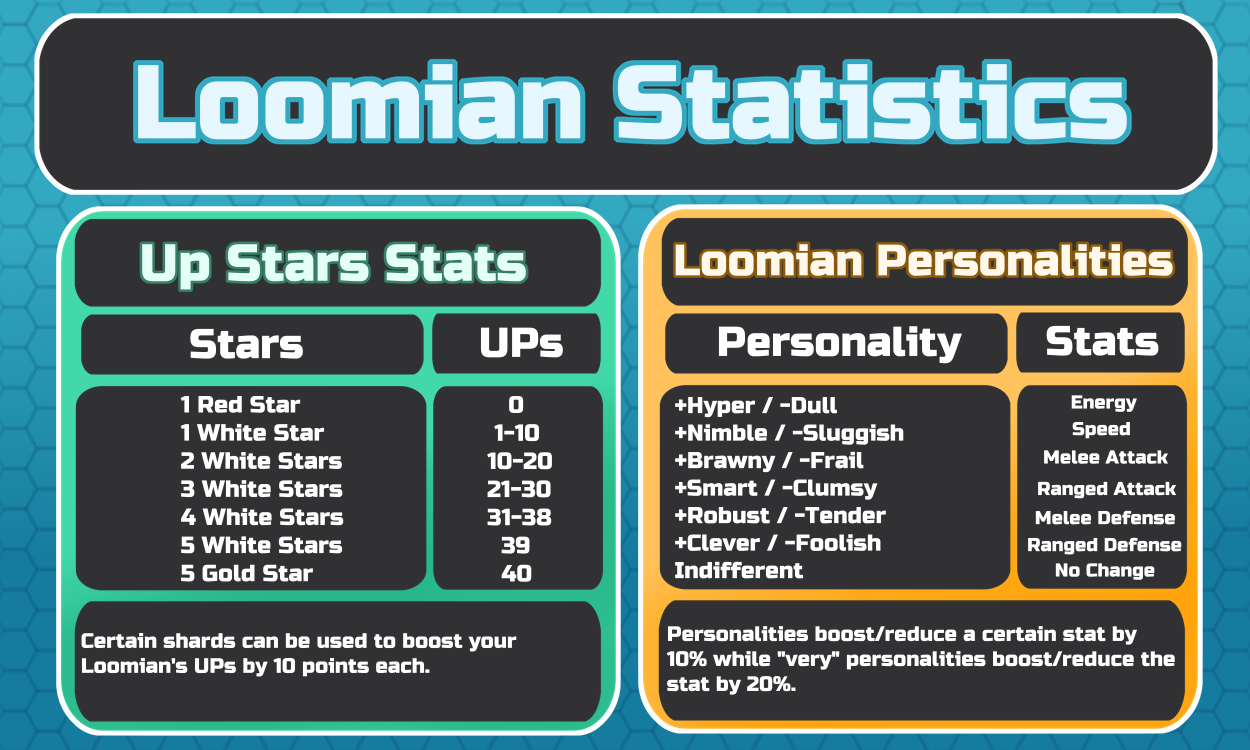 Loomian Statistics
Up Stars Stats
Stars UPs
1 Red Star 0
1 White Star 1-10
2 White Stars 10-20
3 White Stars 21-30
4 White Stars 31-38
5 White Stars 39
5 Gold Star 40
Certain shards can be used to boost your
Loomian's UPs by 10 points each.
Loomian Personalities
Personality Stats
+Hyper / -Dull Energy
+Nimble / -Sluggish Speed
+Brawny / -Frail Melee Attack
+Smart / -Clumsy Ranged Attack
+Robust / -Tender Melee Defense
+Clever / -Foolish Ranged Defense
Indifferent No Change
Personalities boost/reduce a certain stat by
10% while "very" personalities boost/reduce the
stat by 20%.